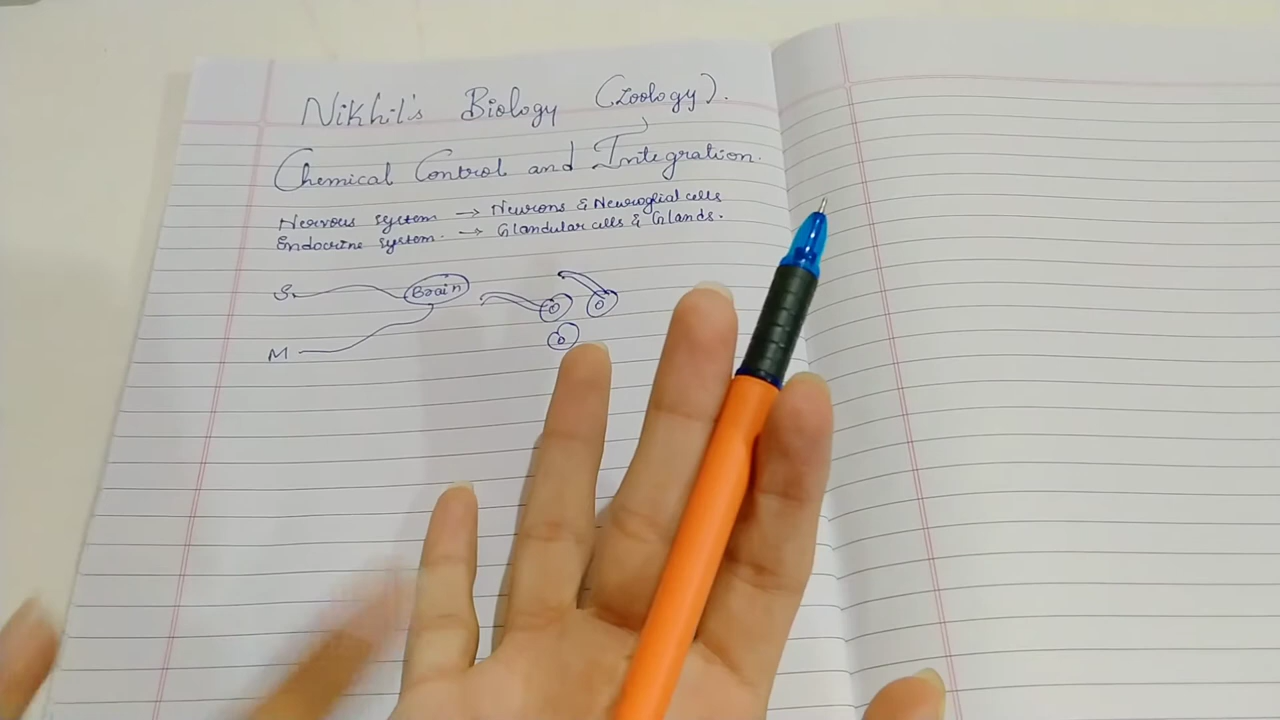 Nikhil's Biology (Zoology).
Chemical Control and Integration.
Nervous system → Neurons & Neuroglial cells
Endocrine system. → Glandular cells & Glands.
S Brain
M